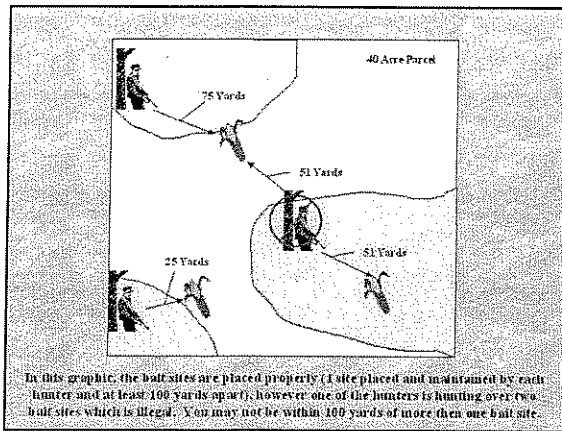 40 Acre Parcel
75 Yards
51 Yards
51 Yards
25 Yards
In this graphic, the bait sites are placed properly (1 site placed and maintained by each
hunter and at least 100 yards apart), however one of the hunters is hunting over two
bait sites which is illegal. You may not be within 100 yards of more then one bait site.